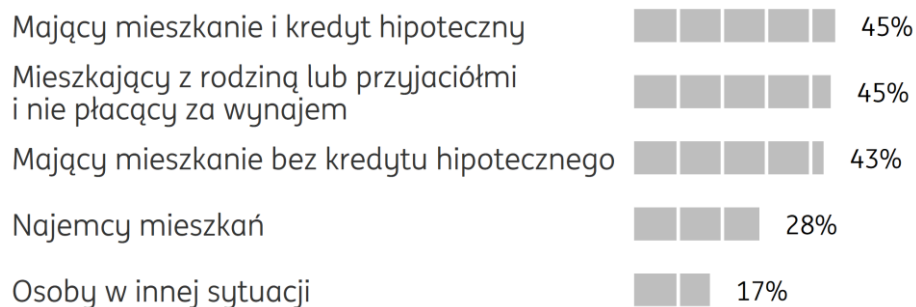 Mający mieszkanie i kredyt hipoteczny 45%
Mieszkający z rodziną lub przyjaciółmi
i nie płacący za wynajem 45%
Mający mieszkanie bez kredytu hipotecznego 43%
Najemcy mieszkań 28%
Osoby w innej sytuacji 17%